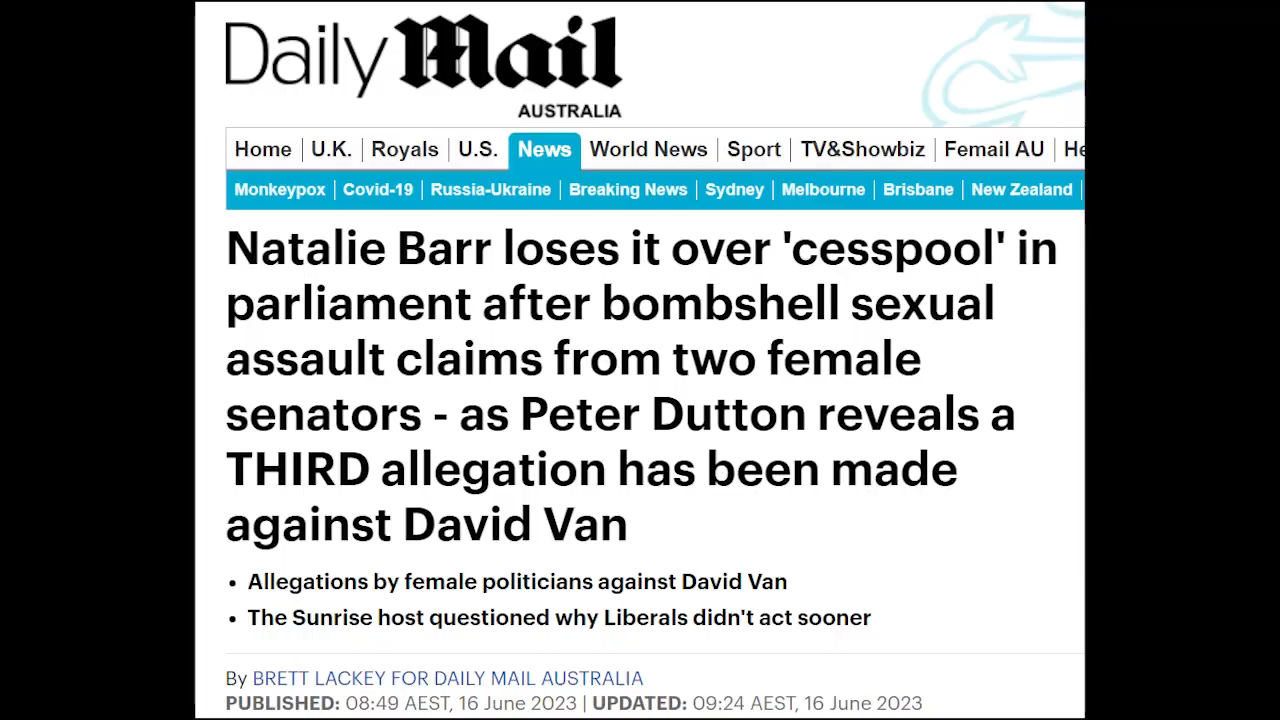 Daily Mail
AUSTRALIA
Home U.K. Royals U.S. News World News Sport TV&Showbiz Femail AU He
Monkeypox Covid-19 Russia-Ukraine Breaking News Sydney Melbourne Brisbane New Zealand
Natalie Barr loses it over 'cesspool' in
parliament after bombshell sexual
assault claims from two female
senators - as Peter Dutton reveals a
THIRD allegation has been made
against David Van
• Allegations by female politicians against David Van
• The Sunrise host questioned why Liberals didn't act sooner
By BRETT LACKEY FOR DAILY MAIL AUSTRALIA
PUBLISHED: 08:49 AEST, 16 June 2023 | UPDATED: 09:24 AEST, 16 June 2023